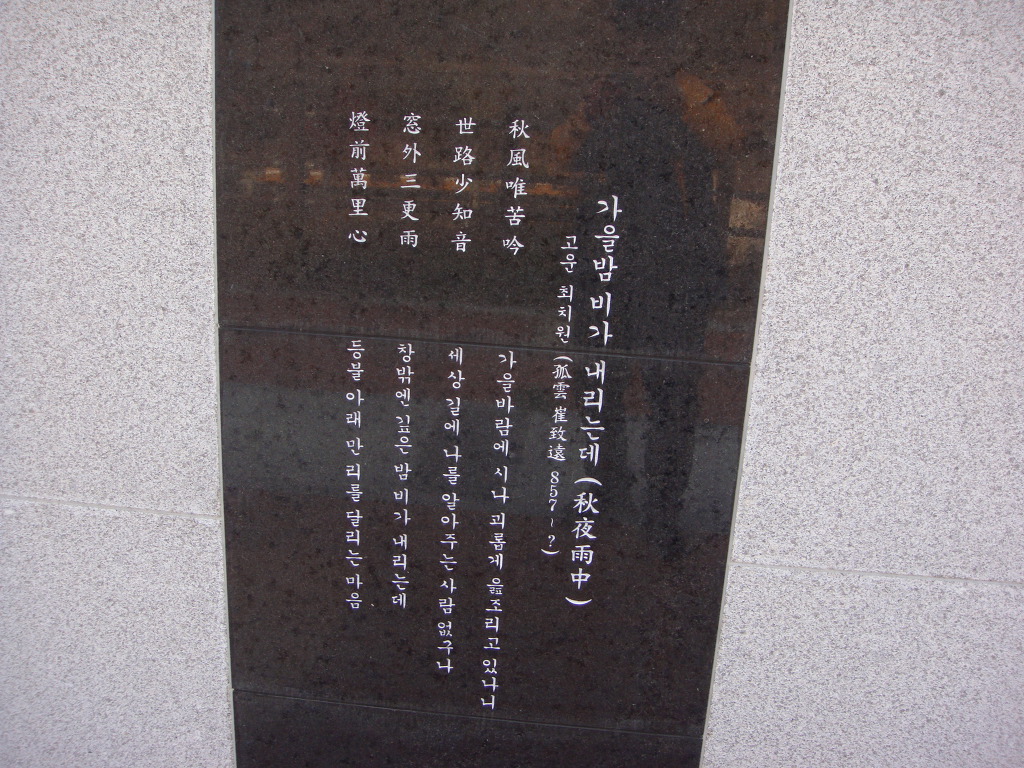 가을밤 비가 내리는데 (秋夜雨中)
고운 최치원 (孤雲 崔致遠 857~?)
秋風唯苦吟
世路少知音
窓外三更雨
燈前萬里心
가을바람에 시나 괴롭게 읊조리고 있나니
세상 길에 나를 알아주는 사람 없구나
창밖엔 깊은 밤 비가 내리는데
등불 아래 만 리를 달리는 마음